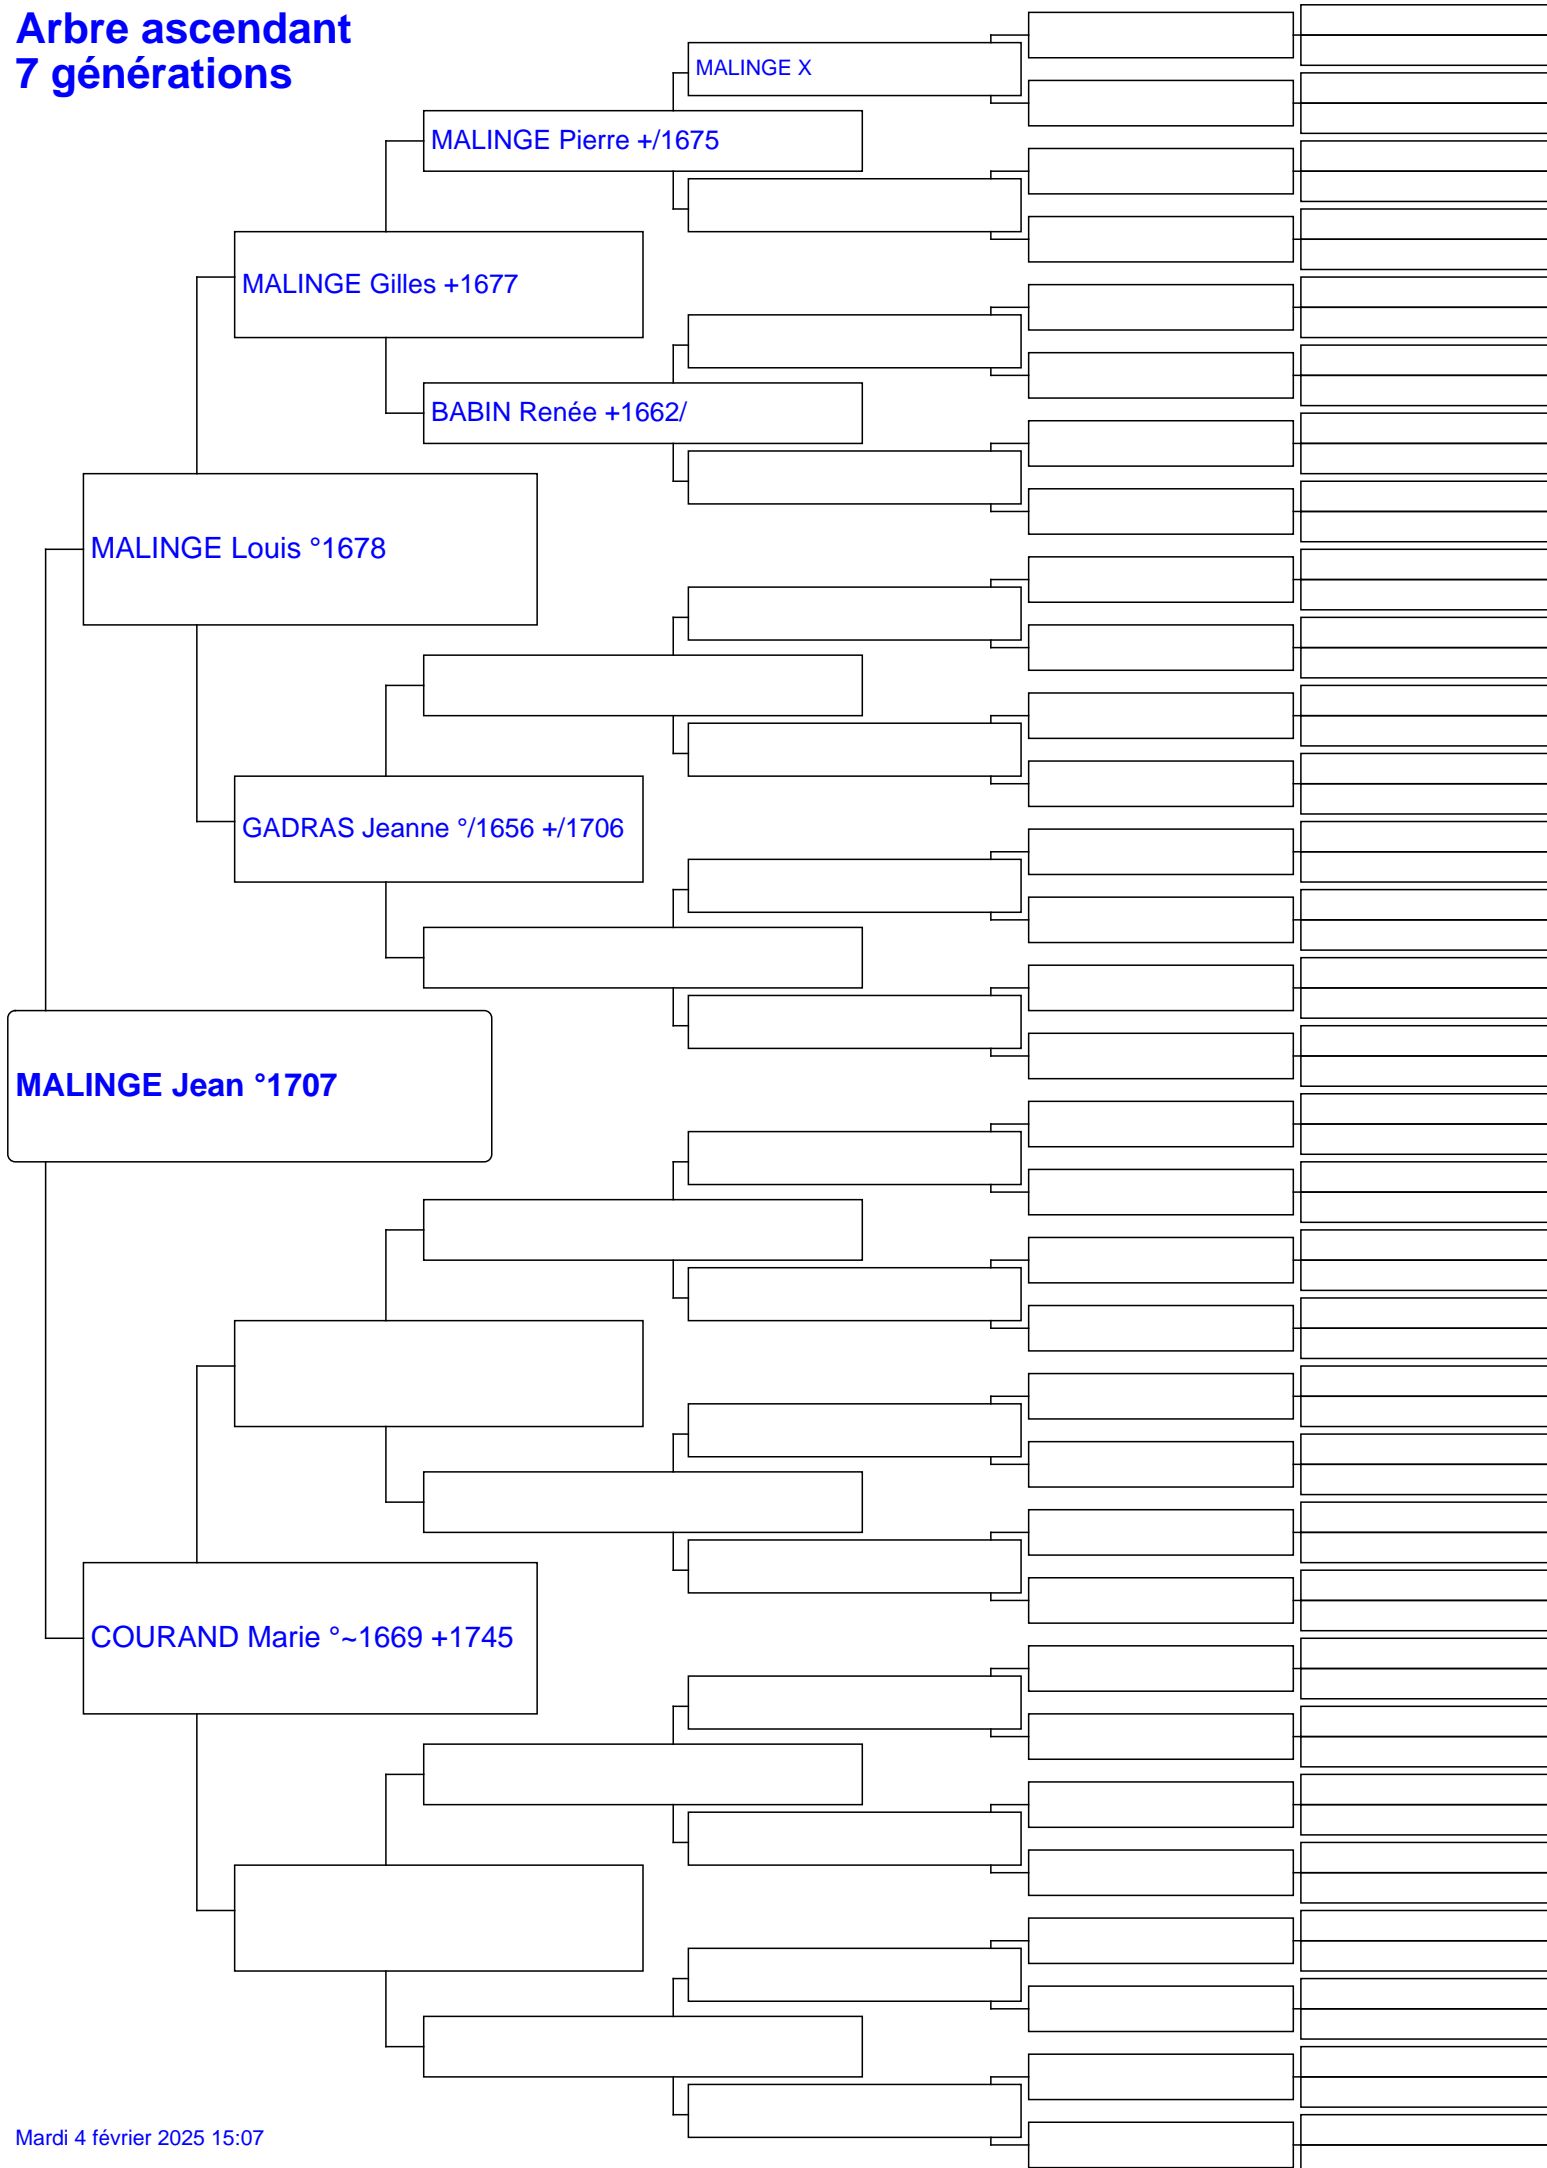 Arbre ascendant
7 générations
MALINGE X
MALINGE Pierre +/1675
MALINGE Gilles +1677
BABIN Renée +1662/
MALINGE Louis °1678
GADRAS Jeanne °/1656 +/1706
MALINGE Jean °1707
COURAND Marie °~1669 +1745
Mardi 4 février 2025 15:07